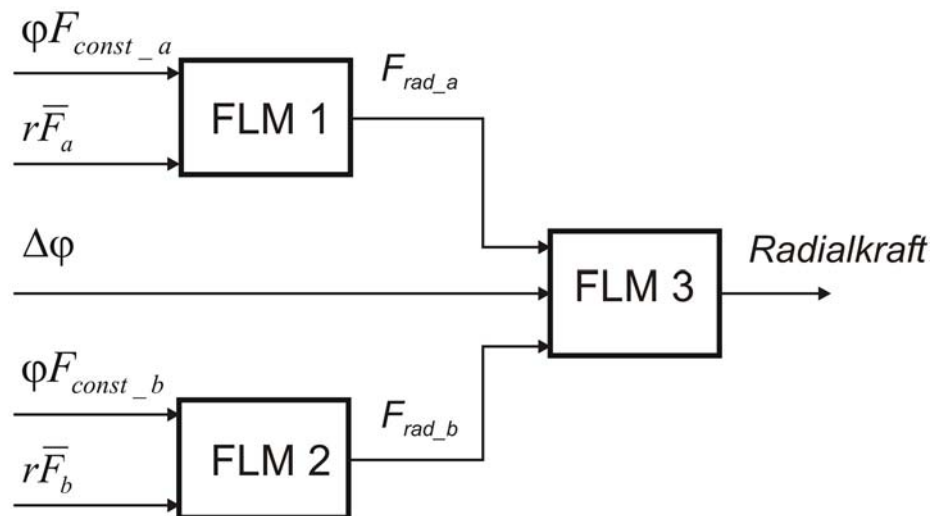 φF_const_a
F_rad_a
FLM 1
rF̅_a
Δφ
Radialkraft
FLM 3
φF_const_b
F_rad_b
FLM 2
rF̅_b